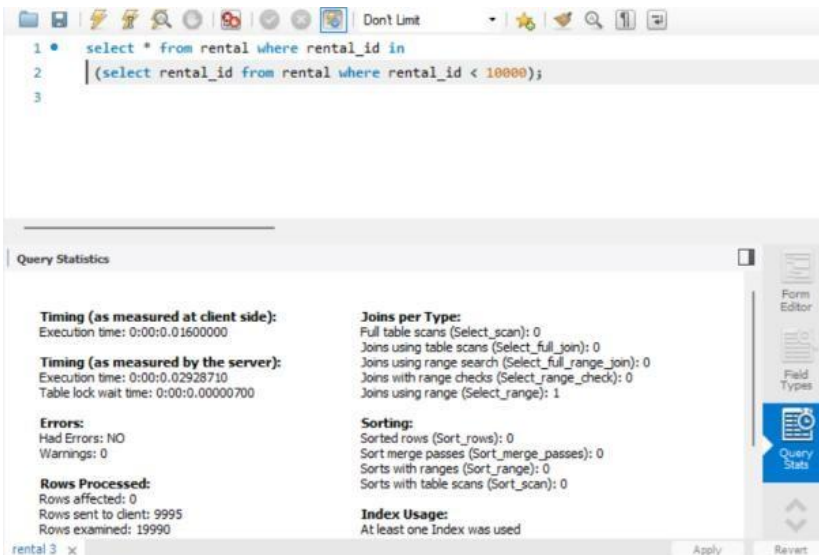 Don't Limit
1 select * from rental where rental_id in
2 (select rental_id from rental where rental_id < 10000);
3
Query Statistics
Timing (as measured at client side):
Execution time: 0:00:0.01600000
Timing (as measured by the server):
Execution time: 0:00:0.02928710
Table lock wait time: 0:00:0.00000700
Errors:
Had Errors: NO
Warnings: 0
Rows Processed:
Rows affected: 0
Rows sent to client: 9995
Rows examined: 19990
Joins per Type:
Full table scans (Select_scan): 0
Joins using table scans (Select_full_join): 0
Joins using range search (Select_full_range_join): 0
Joins with range checks (Select_range_check): 0
Joins using range (Select_range): 1
Sorting:
Sorted rows (Sort_rows): 0
Sort merge passes (Sort_merge_passes): 0
Sorts with ranges (Sort_range): 0
Sorts with table scans (Sort_scan): 0
Index Usage:
At least one Index was used
Form
Editor
Field
Types
Query
Stats
rental 3
Apply
Revert